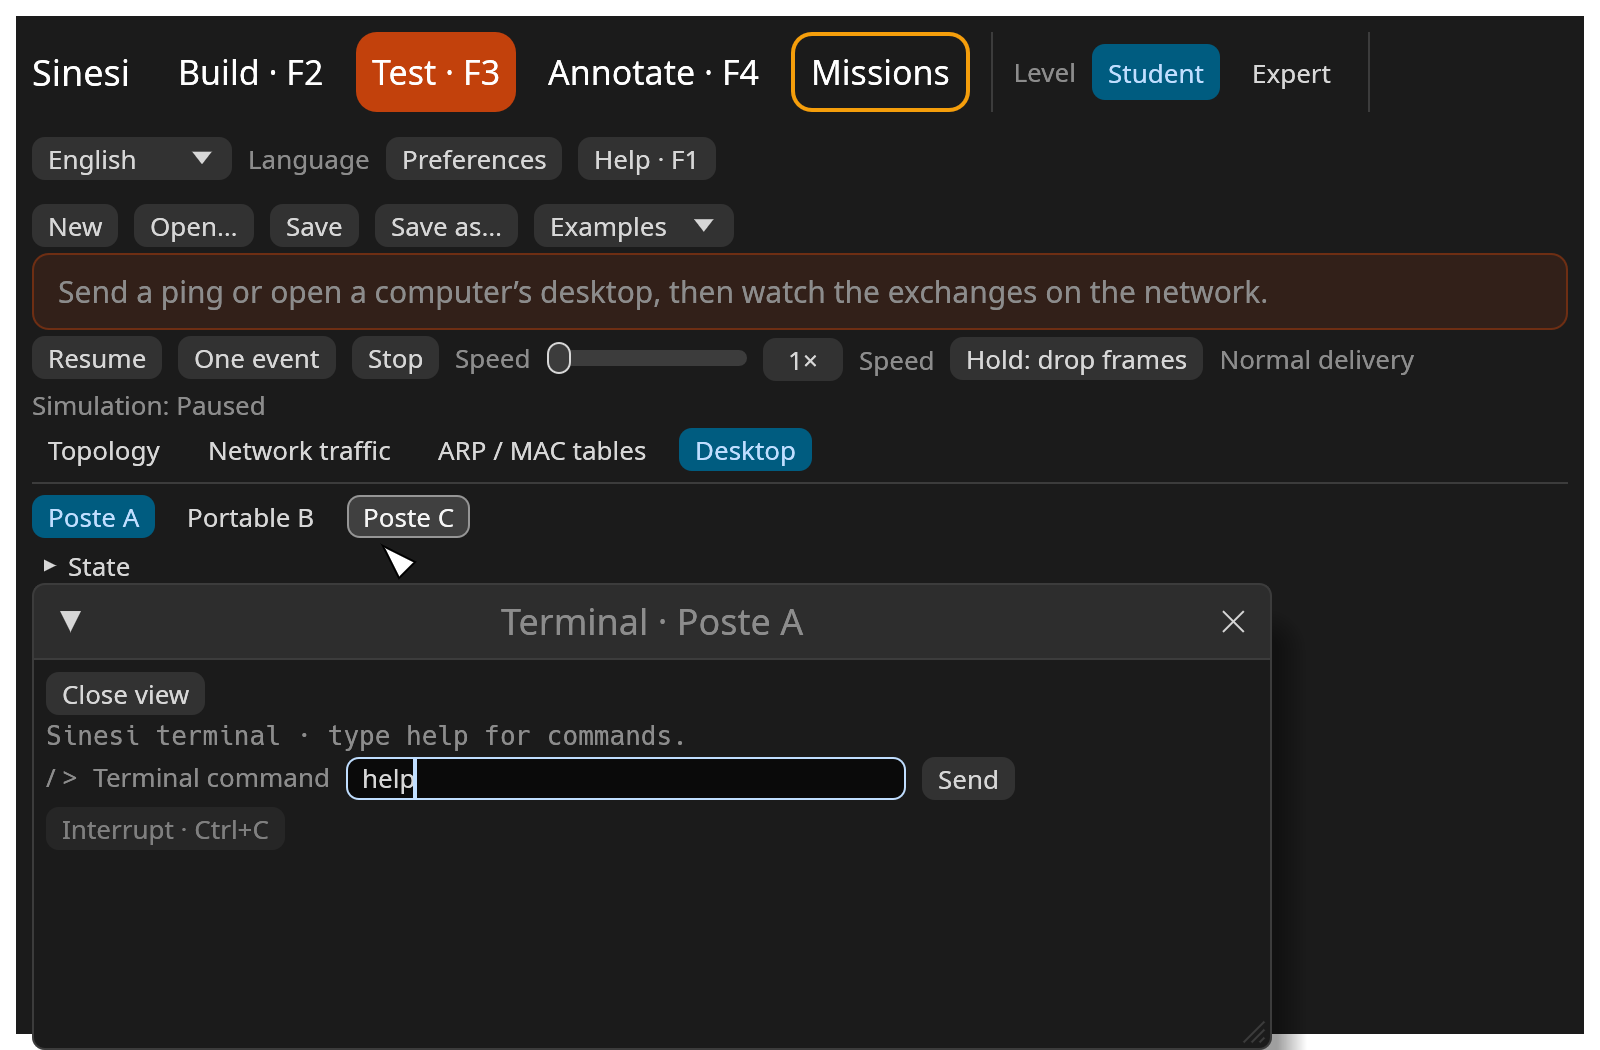 Sinesi Build · F2 Test · F3 Annotate · F4 Missions Level Student Expert
English Language Preferences Help · F1
New Open... Save Save as... Examples
Send a ping or open a computer’s desktop, then watch the exchanges on the network.
Resume One event Stop Speed 1× Speed Hold: drop frames Normal delivery
Simulation: Paused
Topology Network traffic ARP / MAC tables Desktop
Poste A Portable B Poste C
State
Terminal · Poste A
Close view
Sinesi terminal · type help for commands.
/ > Terminal command help Send
Interrupt · Ctrl+C